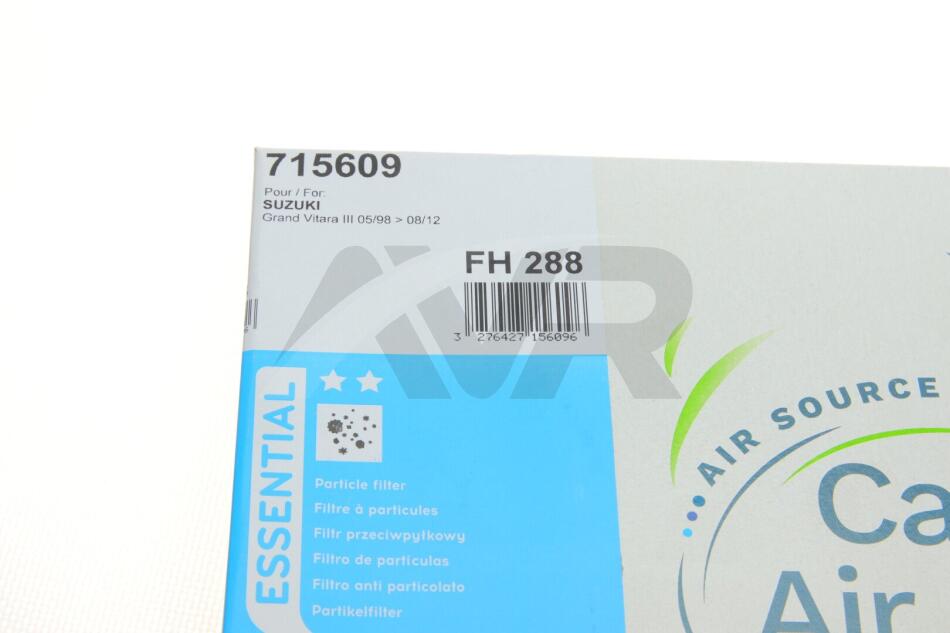 715609
Pour / For:
SUZUKI
Grand Vitara III 05/98 > 08/12
FH 288
3 276427 156096
AVR
ESSENTIAL
Particle filter
Filtre à particules
Filtr przeciwpyłkowy
Filtro de partículas
Filtro anti particolato
Partikelfilter
AIR SOURCE
Ca
Air